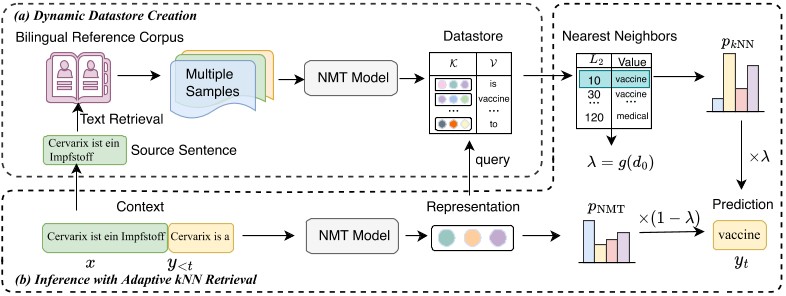 (a) Dynamic Datastore Creation
Bilingual Reference Corpus
Multiple
Samples
NMT Model
Datastore
K V
is
vaccine
...
...
to
Text Retrieval
Cervarix ist ein
Impfstoff
Source Sentence
query
Nearest Neighbors
L₂ Value
10 vaccine
30 vaccine
... ...
120 medical
λ = g(d₀)
pₖNN
×λ
Context
Cervarix ist ein Impfstoff Cervarix is a
x y<t
NMT Model
Representation
pNMT
×(1 − λ)
Prediction
vaccine
yₜ
(b) Inference with Adaptive kNN Retrieval